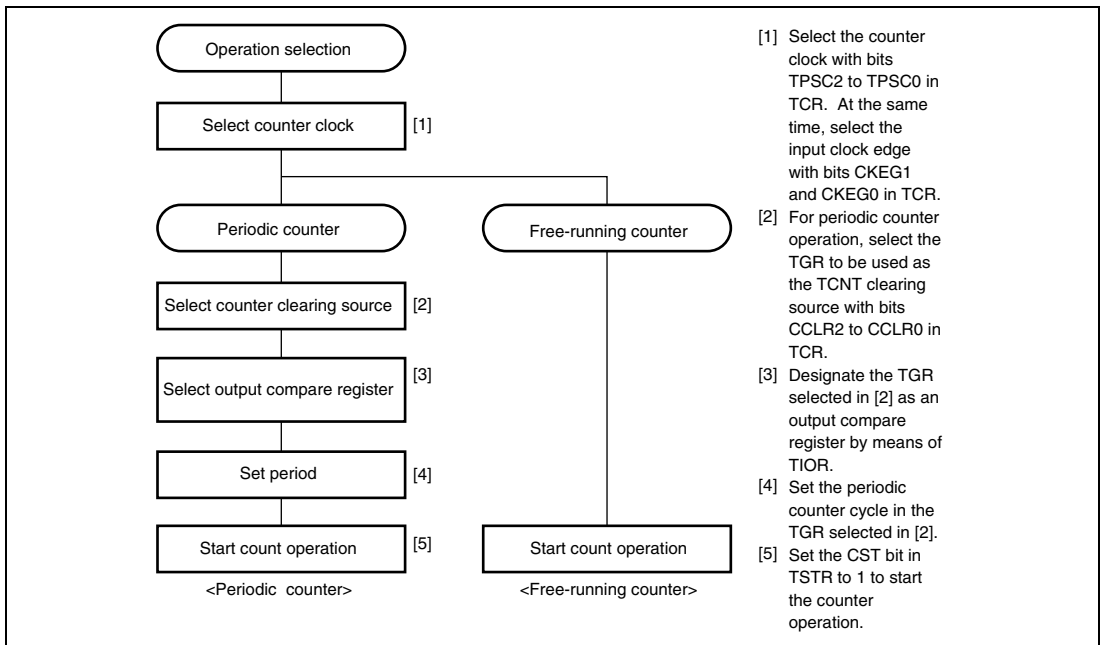 Operation selection
Select counter clock
[1]
Periodic counter
Free-running counter
Select counter clearing source
[2]
Select output compare register
[3]
Set period
[4]
Start count operation
[5]
Start count operation
<Periodic counter>
<Free-running counter>
[1] Select the counter
clock with bits
TPSC2 to TPSC0 in
TCR. At the same
time, select the
input clock edge
with bits CKEG1
and CKEG0 in TCR.
[2] For periodic counter
operation, select the
TGR to be used as
the TCNT clearing
source with bits
CCLR2 to CCLR0 in
TCR.
[3] Designate the TGR
selected in [2] as an
output compare
register by means of
TIOR.
[4] Set the periodic
counter cycle in the
TGR selected in [2].
[5] Set the CST bit in
TSTR to 1 to start
the counter
operation.